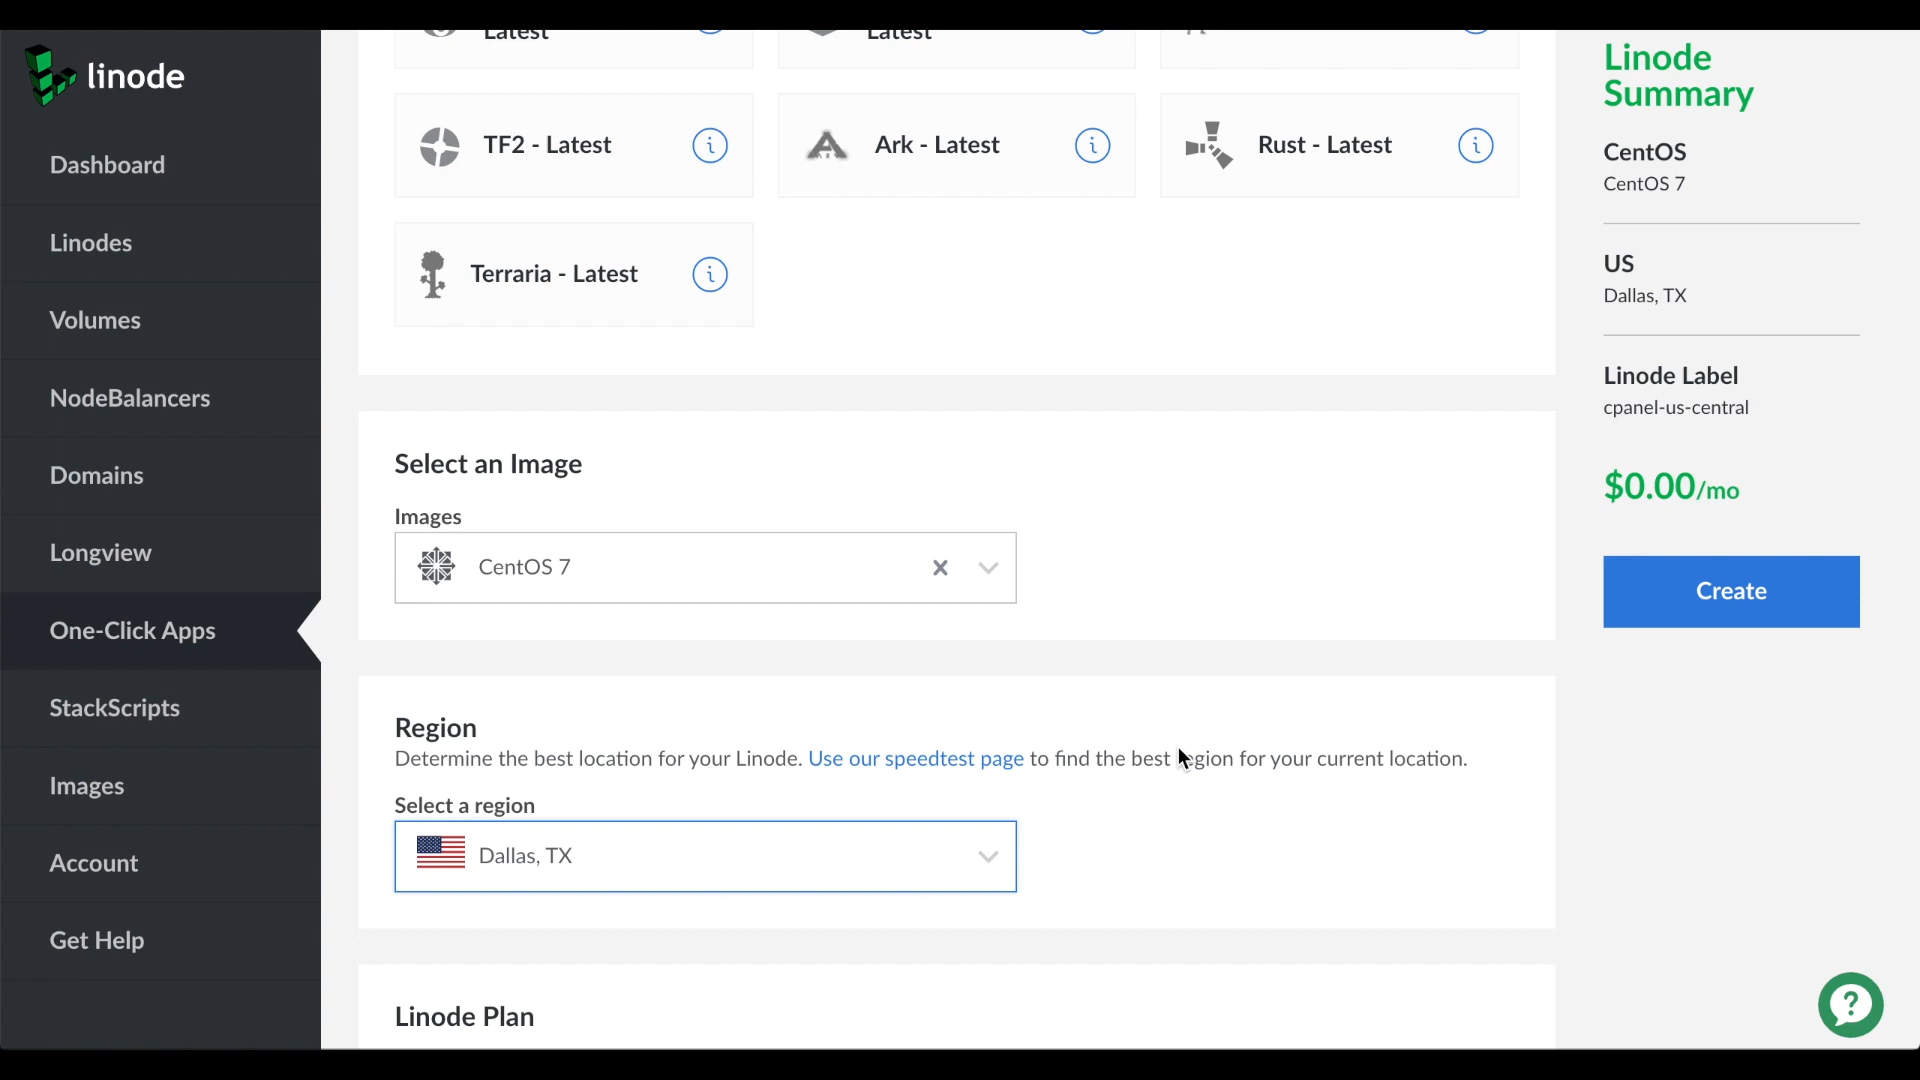 linode
Dashboard
Linodes
Volumes
NodeBalancers
Domains
Longview
One-Click Apps
StackScripts
Images
Account
Get Help
Latest
Latest
TF2 - Latest
Ark - Latest
Rust - Latest
Terraria - Latest
Select an Image
Images
CentOS 7
Region
Determine the best location for your Linode. Use our speedtest page to find the best region for your current location.
Select a region
Dallas, TX
Linode Plan
Linode
Summary
CentOS
CentOS 7
US
Dallas, TX
Linode Label
cpanel-us-central
$0.00/mo
Create